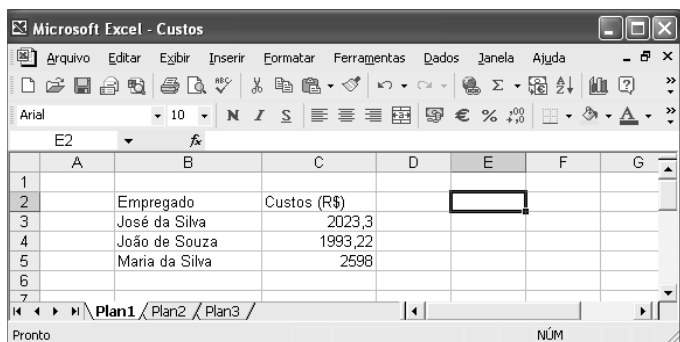 Microsoft Excel - Custos
Arquivo Editar Exibir Inserir Formatar Ferramentas Dados Janela Ajuda
Arial 10 N I S € % ,00
E2 fx
A B C D E F G
1
2 Empregado Custos (R$)
3 José da Silva 2023,3
4 João de Souza 1993,22
5 Maria da Silva 2598
6
7
Plan1 Plan2 Plan3
Pronto NÚM